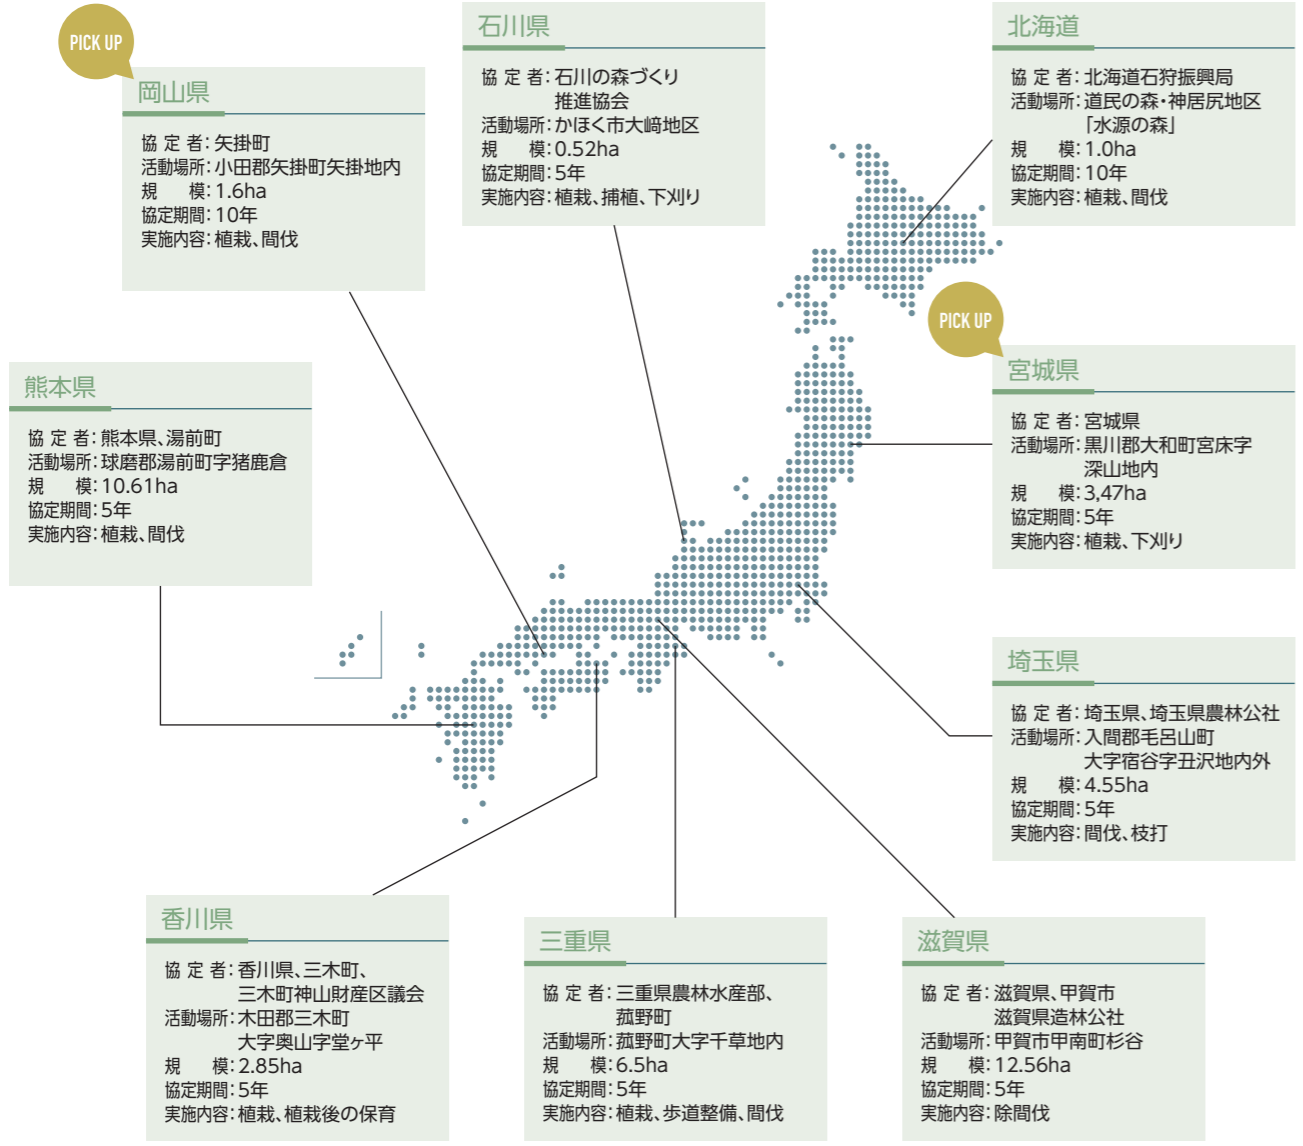 PICK UP
岡山県
協定者：矢掛町
活動場所：小田郡矢掛町矢掛地内
規模：1.6ha
協定期間：10年
実施内容：植栽、間伐
石川県
協定者：石川の森づくり
推進協会
活動場所：かほく市大﨑地区
規模：0.52ha
協定期間：5年
実施内容：植栽、捕植、下刈り
北海道
協定者：北海道石狩振興局
活動場所：道民の森・神居尻地区
「水源の森」
規模：1.0ha
協定期間：10年
実施内容：植栽、間伐
熊本県
協定者：熊本県、湯前町
活動場所：球磨郡湯前町字猪鹿倉
規模：10.61ha
協定期間：5年
実施内容：植栽、間伐
PICK UP
宮城県
協定者：宮城県
活動場所：黒川郡大和町宮床字
深山地内
規模：3,47ha
協定期間：5年
実施内容：植栽、下刈り
埼玉県
協定者：埼玉県、埼玉県農林公社
活動場所：入間郡毛呂山町
大字宿谷字丑沢地内外
規模：4.55ha
協定期間：5年
実施内容：間伐、枝打
香川県
協定者：香川県、三木町、
三木町神山財産区議会
活動場所：木田郡三木町
大字奥山字堂ヶ平
規模：2.85ha
協定期間：5年
実施内容：植栽、植栽後の保育
三重県
協定者：三重県農林水産部、
菰野町
活動場所：菰野町大字千草地内
規模：6.5ha
協定期間：5年
実施内容：植栽、歩道整備、間伐
滋賀県
協定者：滋賀県、甲賀市
滋賀県造林公社
活動場所：甲賀市甲南町杉谷
規模：12.56ha
協定期間：5年
実施内容：除間伐